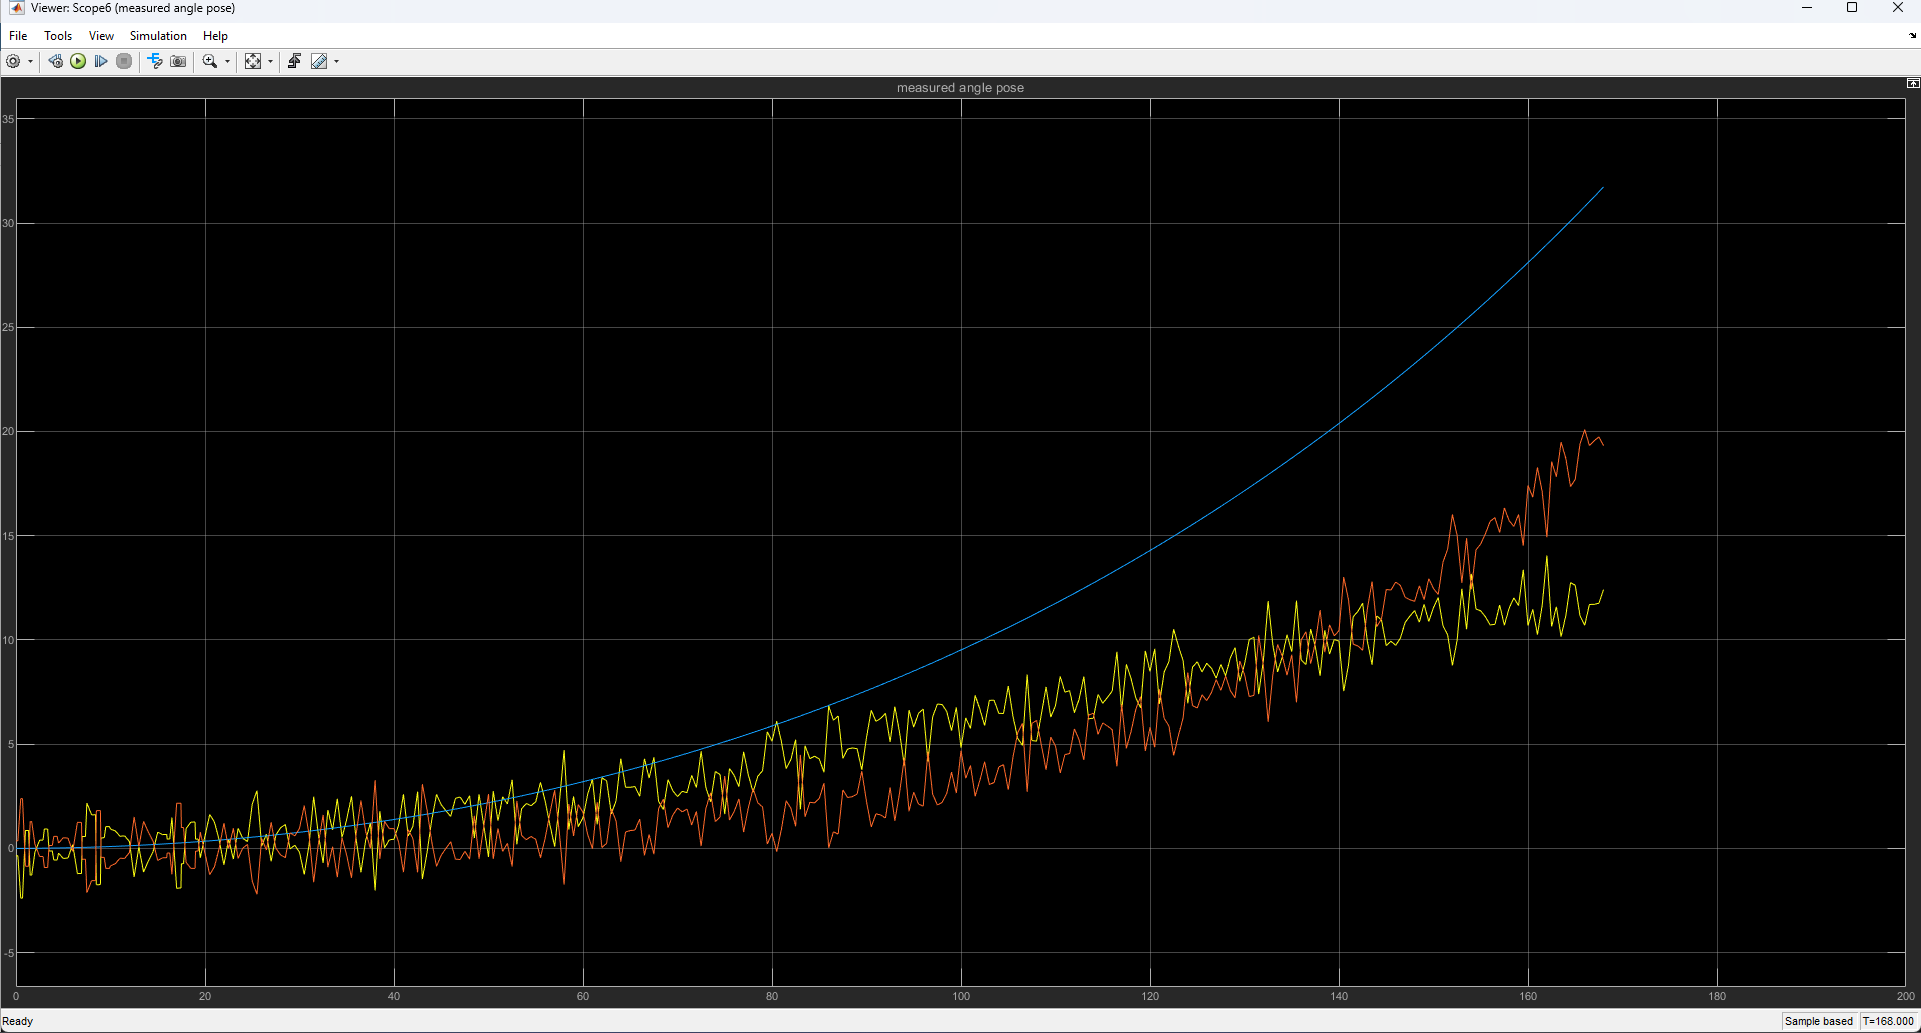 Viewer: Scope6 (measured angle pose)
File Tools View Simulation Help
measured angle pose
35
30
25
20
15
10
5
0
-5
0 20 40 60 80 100 120 140 160 180 200
Ready
Sample based T=168.000